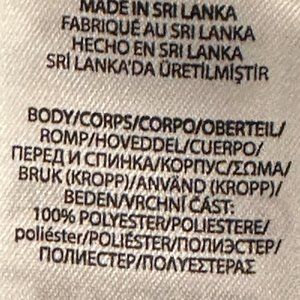 MADE IN SRI LANKA
FABRIQUÉ AU SRI LANKA
HECHO EN SRI LANKA
SRİ LANKA'DA ÜRETİLMİŞTİR
BODY/CORPS/CORPO/OBERTEIL/
ROMP/HOVEDDEL/CUERPO/
ПЕРЕД И СПИНКА/КОРПУС/ΣΩΜΑ/
BRUK (KROPP)/ANVÄND (KROPP)/
BEDEN/VRCHNÍ ČÁST:
100% POLYESTER/POLIESTERE/
poliéster/POLIÉSTER/ПОЛИЭСТЕР/
ПОЛИЕСТЕР/ΠΟΛΥΕΣΤΕΡΑΣ